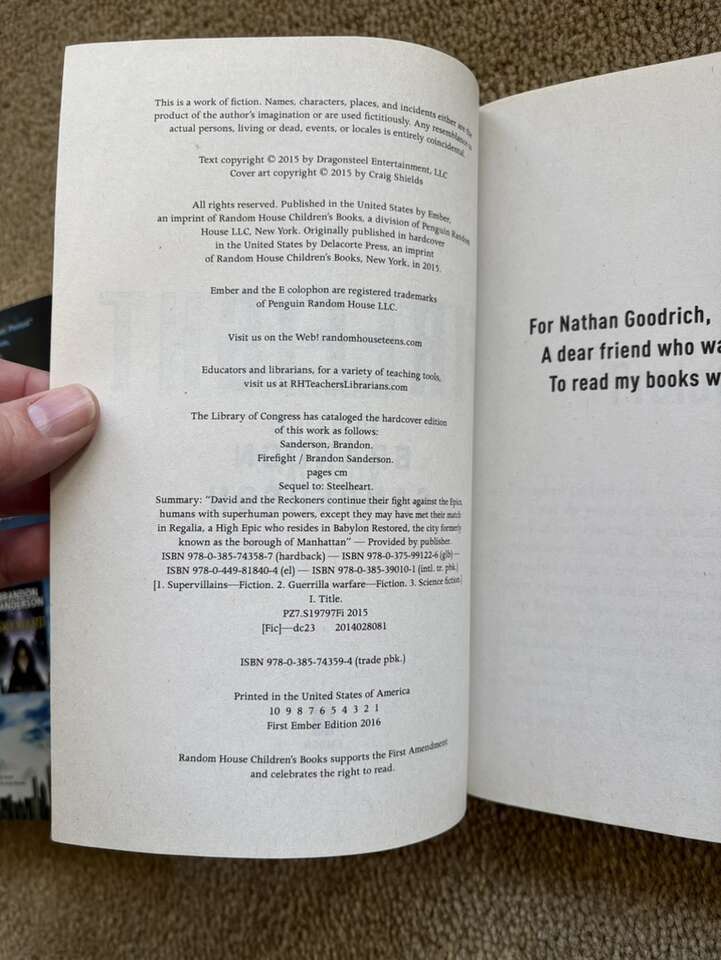 This is a work of fiction. Names, characters, places, and incidents either are the
product of the author's imagination or are used fictitiously. Any resemblance to
actual persons, living or dead, events, or locales is entirely coincidental.
Text copyright © 2015 by Dragonsteel Entertainment, LLC
Cover art copyright © 2015 by Craig Shields
All rights reserved. Published in the United States by Ember,
an imprint of Random House Children's Books, a division of Penguin Random
House LLC, New York. Originally published in hardcover
in the United States by Delacorte Press, an imprint
of Random House Children's Books, New York, in 2015.
Ember and the E colophon are registered trademarks
of Penguin Random House LLC.
Visit us on the Web! randomhouseteens.com
Educators and librarians, for a variety of teaching tools,
visit us at RHTeachersLibrarians.com
The Library of Congress has cataloged the hardcover edition
of this work as follows:
Sanderson, Brandon.
Firefight / Brandon Sanderson.
pages cm
Sequel to: Steelheart.
Summary: "David and the Reckoners continue their fight against the Epics,
humans with superhuman powers, except they may have met their match
in Regalia, a High Epic who resides in Babylon Restored, the city formerly
known as the borough of Manhattan" — Provided by publisher.
ISBN 978-0-385-74358-7 (hardback) — ISBN 978-0-375-99122-6 (glb) —
ISBN 978-0-449-81840-4 (el) — ISBN 978-0-385-39010-1 (intl. tr. pbk.)
[1. Supervillains—Fiction. 2. Guerrilla warfare—Fiction. 3. Science fiction.]
I. Title.
PZ7.S19797Fi 2015
[Fic]—dc23 2014028081
ISBN 978-0-385-74359-4 (trade pbk.)
Printed in the United States of America
10 9 8 7 6 5 4 3 2 1
First Ember Edition 2016
Random House Children's Books supports the First Amendment
and celebrates the right to read.
For Nathan Goodrich,
A dear friend who wa
To read my books w
BRANDON
ANDERSON